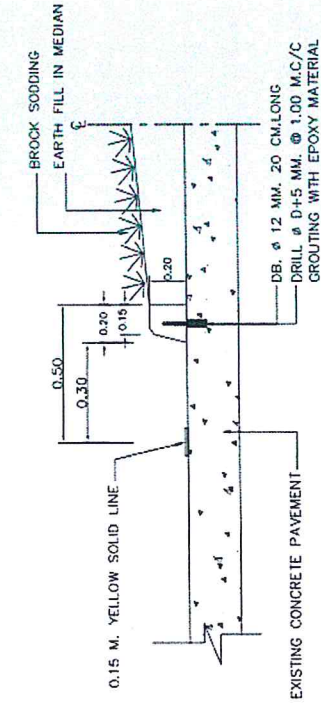 BROCK SODDING
EARTH FILL IN MEDIAN
℄
0.50
0.20
0.30
0.15
0.20
0.15 M. YELLOW SOLID LINE
DB. ø 12 MM. 20 CM.LONG
DRILL ø D+5 MM. @ 1.00 M.C/C
GROUTING WITH EPOXY MATERIAL
EXISTING CONCRETE PAVEMENT